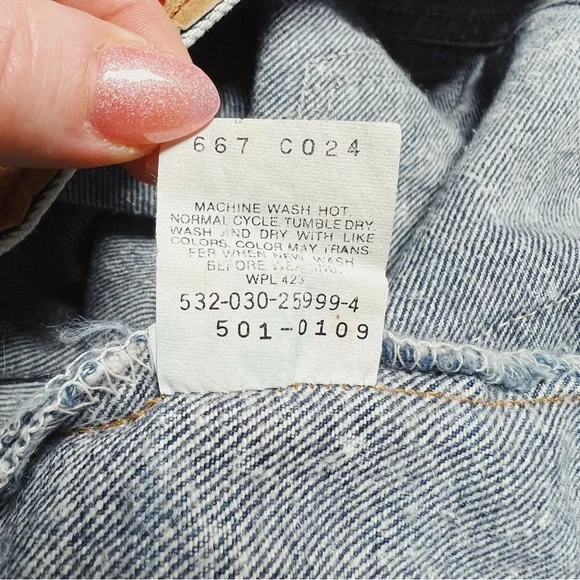 667 C024
MACHINE WASH HOT
NORMAL CYCLE TUMBLE DRY.
WASH AND DRY WITH LIKE
COLORS. COLOR MAY TRANS-
FER WHEN NEW. WASH
BEFORE WEARING.
WPL 423
532-030-25999-4
501-0109